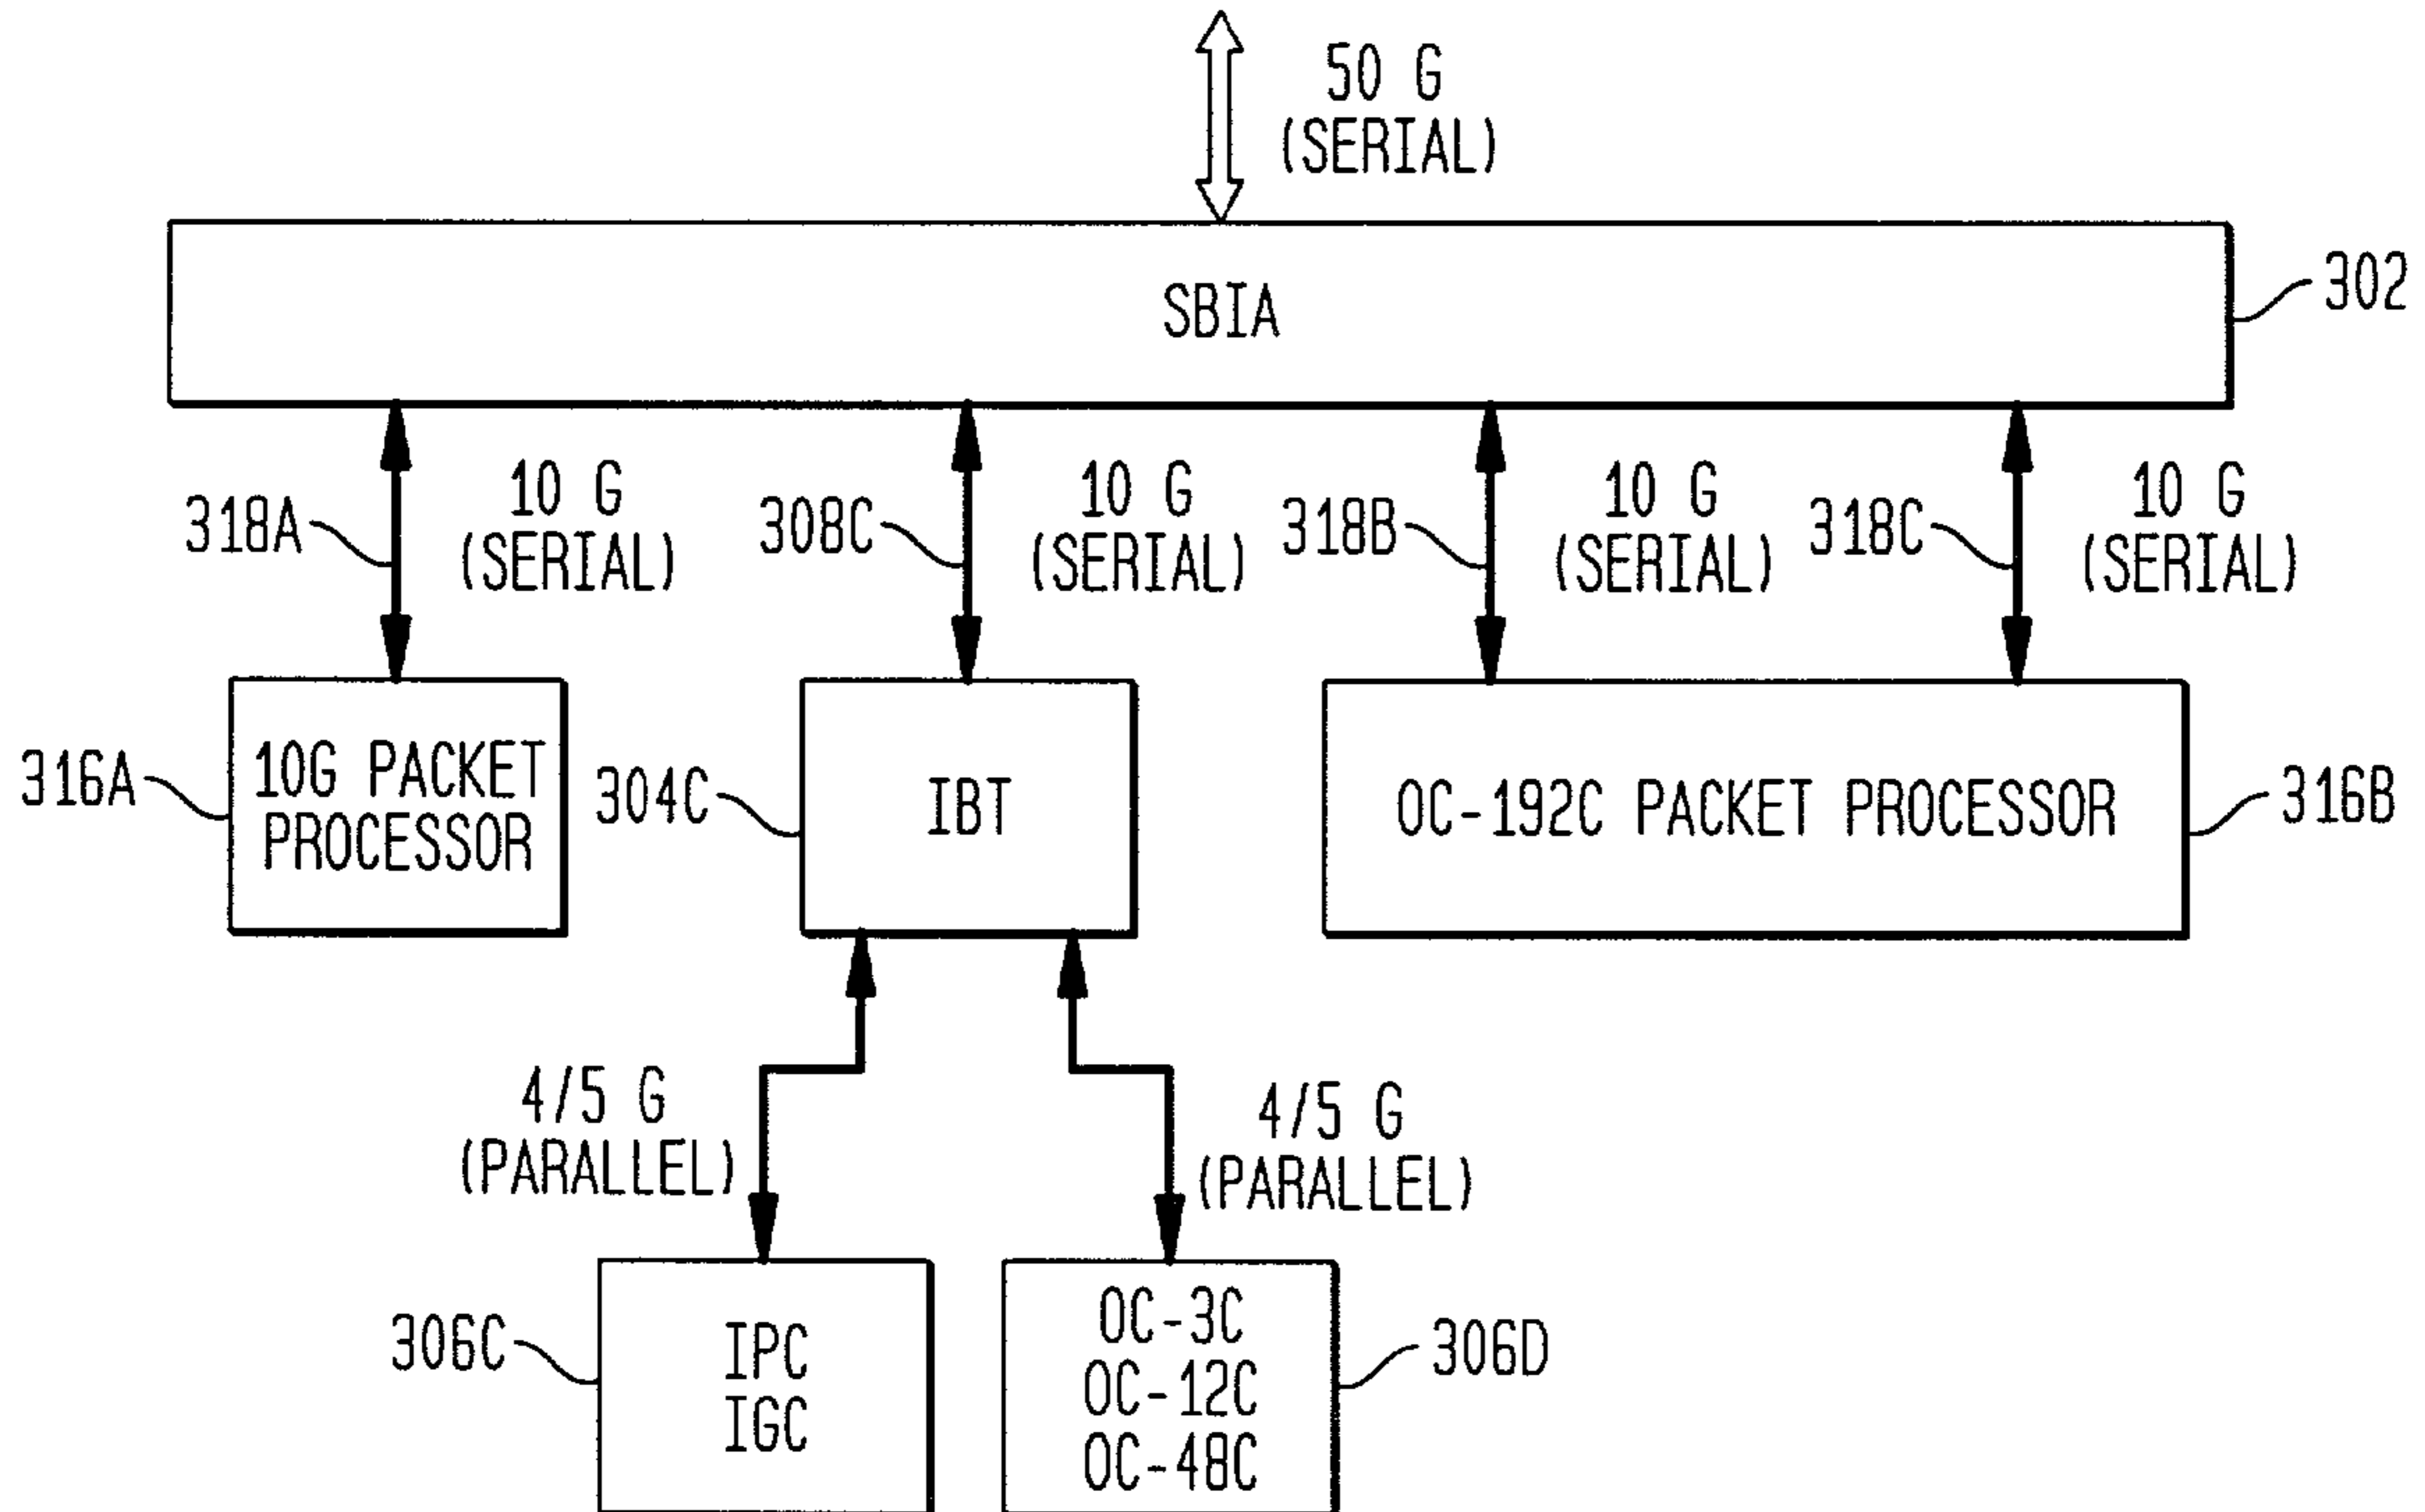 50 G
(SERIAL)
SBIA
302
318A
10 G
(SERIAL)
308C
10 G
(SERIAL)
318B
10 G
(SERIAL)
318C
10 G
(SERIAL)
316A
10G PACKET
PROCESSOR
304C
IBT
OC-192C PACKET PROCESSOR
316B
4/5 G
(PARALLEL)
4/5 G
(PARALLEL)
306C
IPC
IGC
OC-3C
OC-12C
OC-48C
306D